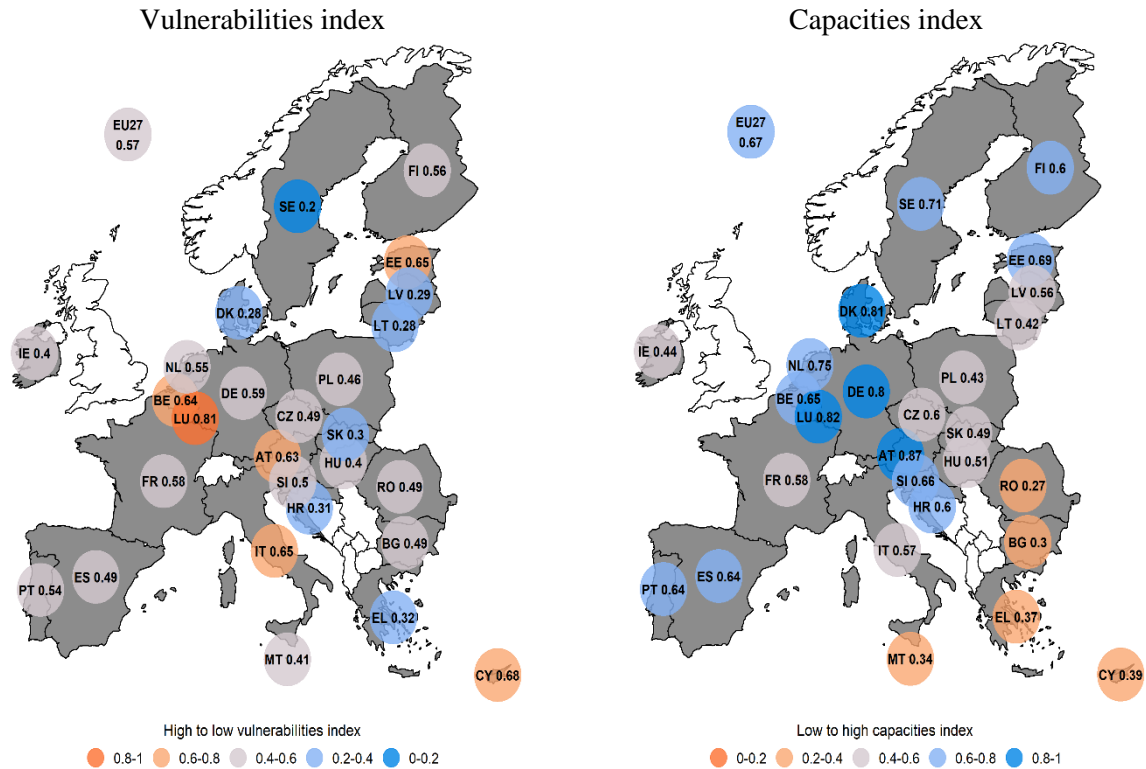 Vulnerabilities index
EU27
0.57
FI 0.56
SE 0.2
EE 0.65
LV 0.29
DK 0.28
LT 0.28
IE 0.4
NL 0.55
PL 0.46
DE 0.59
BE 0.64
LU 0.81
CZ 0.49
SK 0.3
AT 0.63
HU 0.4
FR 0.58
SI 0.5
RO 0.49
HR 0.31
IT 0.65
BG 0.49
ES 0.49
PT 0.54
EL 0.32
MT 0.41
CY 0.68
High to low vulnerabilities index
0.8-1 0.6-0.8 0.4-0.6 0.2-0.4 0-0.2
Capacities index
EU27
0.67
FI 0.6
SE 0.71
EE 0.69
LV 0.56
DK 0.81
LT 0.42
IE 0.44
NL 0.75
PL 0.43
DE 0.8
BE 0.65
LU 0.82
CZ 0.6
SK 0.49
AT 0.87
HU 0.51
FR 0.58
SI 0.66
RO 0.27
HR 0.6
IT 0.57
BG 0.3
ES 0.64
PT 0.64
EL 0.37
MT 0.34
CY 0.39
Low to high capacities index
0-0.2 0.2-0.4 0.4-0.6 0.6-0.8 0.8-1